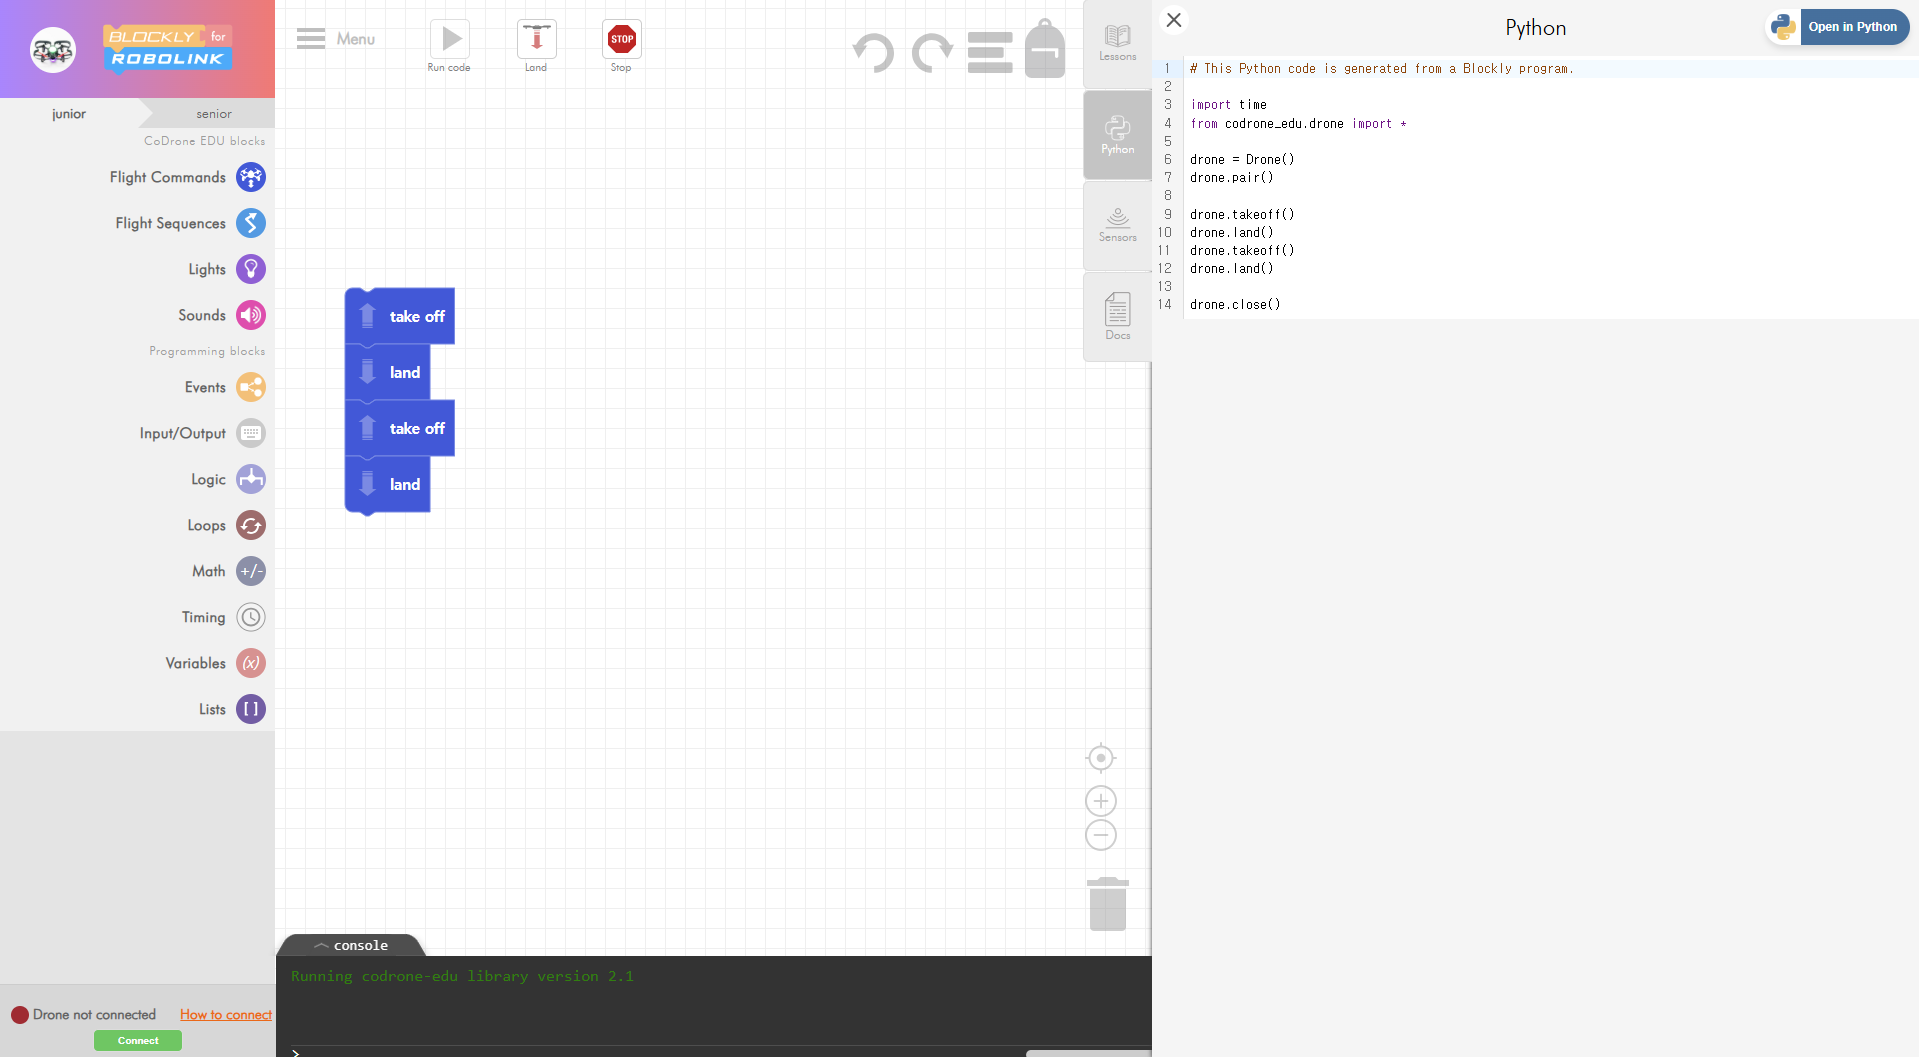 BLOCKLY for
ROBOLINK
junior
senior
CoDrone EDU blocks
Flight Commands
Flight Sequences
Lights
Sounds
Programming blocks
Events
Input/Output
Logic
Loops
Math
+/-
Timing
Variables
(x)
Lists
[ ]
Drone not connected
How to connect
Connect
Menu
Run code
Land
STOP
Stop
take off
land
take off
land
console
Running codrone-edu library version 2.1
>
Lessons
Python
Sensors
Docs
Python
Open in Python
1 # This Python code is generated from a Blockly program.
2
3 import time
4 from codrone_edu.drone import *
5
6 drone = Drone()
7 drone.pair()
8
9 drone.takeoff()
10 drone.land()
11 drone.takeoff()
12 drone.land()
13
14 drone.close()